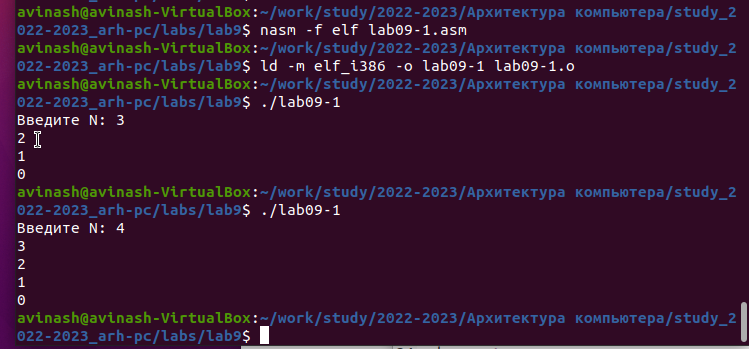 avinash@avinash-VirtualBox:~/work/study/2022-2023/Архитектура компьютера/study_2
022-2023_arh-pc/labs/lab9$ nasm -f elf lab09-1.asm
avinash@avinash-VirtualBox:~/work/study/2022-2023/Архитектура компьютера/study_2
022-2023_arh-pc/labs/lab9$ ld -m elf_i386 -o lab09-1 lab09-1.o
avinash@avinash-VirtualBox:~/work/study/2022-2023/Архитектура компьютера/study_2
022-2023_arh-pc/labs/lab9$ ./lab09-1
Введите N: 3
2
1
0
avinash@avinash-VirtualBox:~/work/study/2022-2023/Архитектура компьютера/study_2
022-2023_arh-pc/labs/lab9$ ./lab09-1
Введите N: 4
3
2
1
0
avinash@avinash-VirtualBox:~/work/study/2022-2023/Архитектура компьютера/study_2
022-2023_arh-pc/labs/lab9$